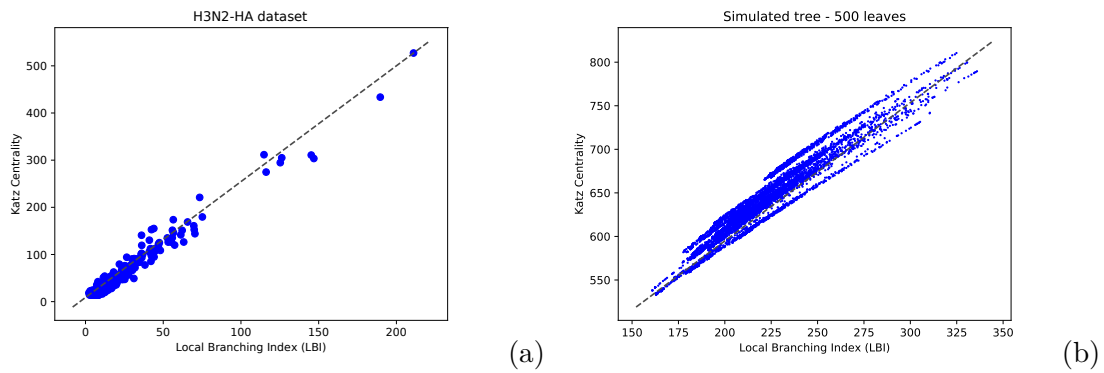 H3N2-HA dataset
500
400
300
200
100
0
Katz Centrality
0 50 100 150 200
Local Branching Index (LBI)
(a)
Simulated tree - 500 leaves
800
750
700
650
600
550
Katz Centrality
150 175 200 225 250 275 300 325 350
Local Branching Index (LBI)
(b)